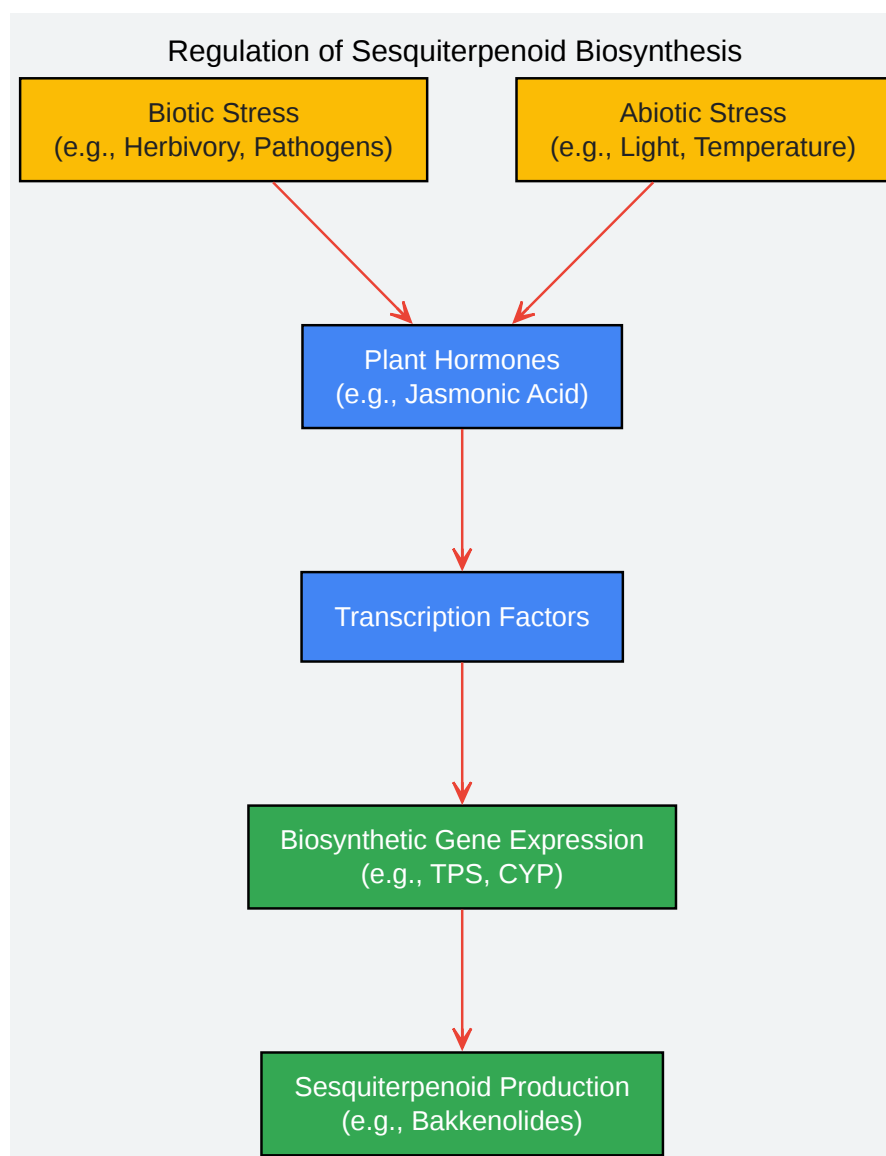 Regulation of Sesquiterpenoid Biosynthesis
Biotic Stress
(e.g., Herbivory, Pathogens)
Abiotic Stress
(e.g., Light, Temperature)
Plant Hormones
(e.g., Jasmonic Acid)
Transcription Factors
Biosynthetic Gene Expression
(e.g., TPS, CYP)
Sesquiterpenoid Production
(e.g., Bakkenolides)